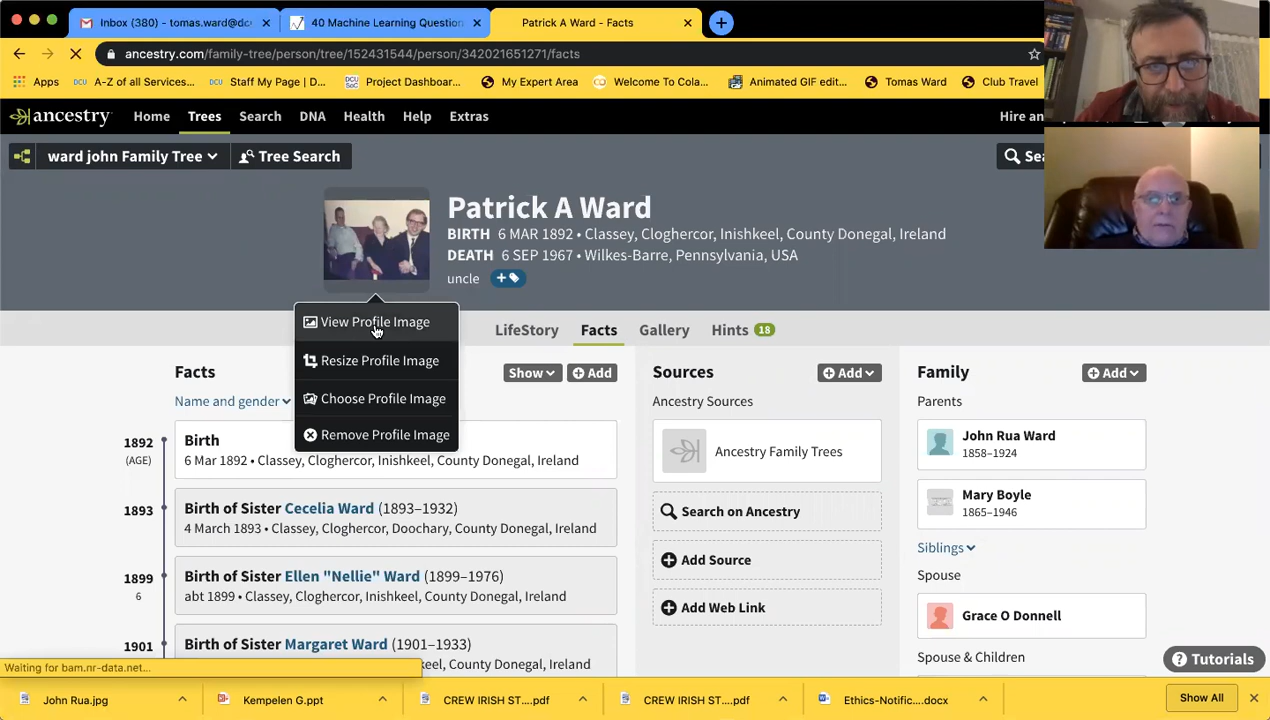 Inbox (380) - tomas.ward@dc
40 Machine Learning Question
Patrick A Ward - Facts
ancestry.com/family-tree/person/tree/152431544/person/342021651271/facts
Apps
DCU A-Z of all Services...
DCU Staff My Page | D...
DCU SoC Project Dashboar...
My Expert Area
Welcome To Cola...
Animated GIF edit...
Tomas Ward
Club Travel
ancestry
Home
Trees
Search
DNA
Health
Help
Extras
Hire an
ward john Family Tree
Tree Search
Sea
Patrick A Ward
BIRTH 6 MAR 1892 • Classey, Cloghercor, Inishkeel, County Donegal, Ireland
DEATH 6 SEP 1967 • Wilkes-Barre, Pennsylvania, USA
uncle
View Profile Image
Resize Profile Image
Choose Profile Image
Remove Profile Image
LifeStory
Facts
Gallery
Hints 18
Facts
Show
Add
Name and gender
1892
(AGE)
Birth
6 Mar 1892 • Classey, Cloghercor, Inishkeel, County Donegal, Ireland
1893
Birth of Sister Cecelia Ward (1893–1932)
4 March 1893 • Classey, Cloghercor, Doochary, County Donegal, Ireland
1899
6
Birth of Sister Ellen "Nellie" Ward (1899–1976)
abt 1899 • Classey, Cloghercor, Inishkeel, County Donegal, Ireland
1901
Birth of Sister Margaret Ward (1901–1933)
keel, County Donegal, Ireland
Sources
Add
Ancestry Sources
Ancestry Family Trees
Search on Ancestry
Add Source
Add Web Link
Family
Add
Parents
John Rua Ward
1858–1924
Mary Boyle
1865–1946
Siblings
Spouse
Grace O Donnell
Spouse & Children
Tutorials
Waiting for bam.nr-data.net...
John Rua.jpg
Kempelen G.ppt
CREW IRISH ST....pdf
CREW IRISH ST....pdf
Ethics-Notific....docx
Show All